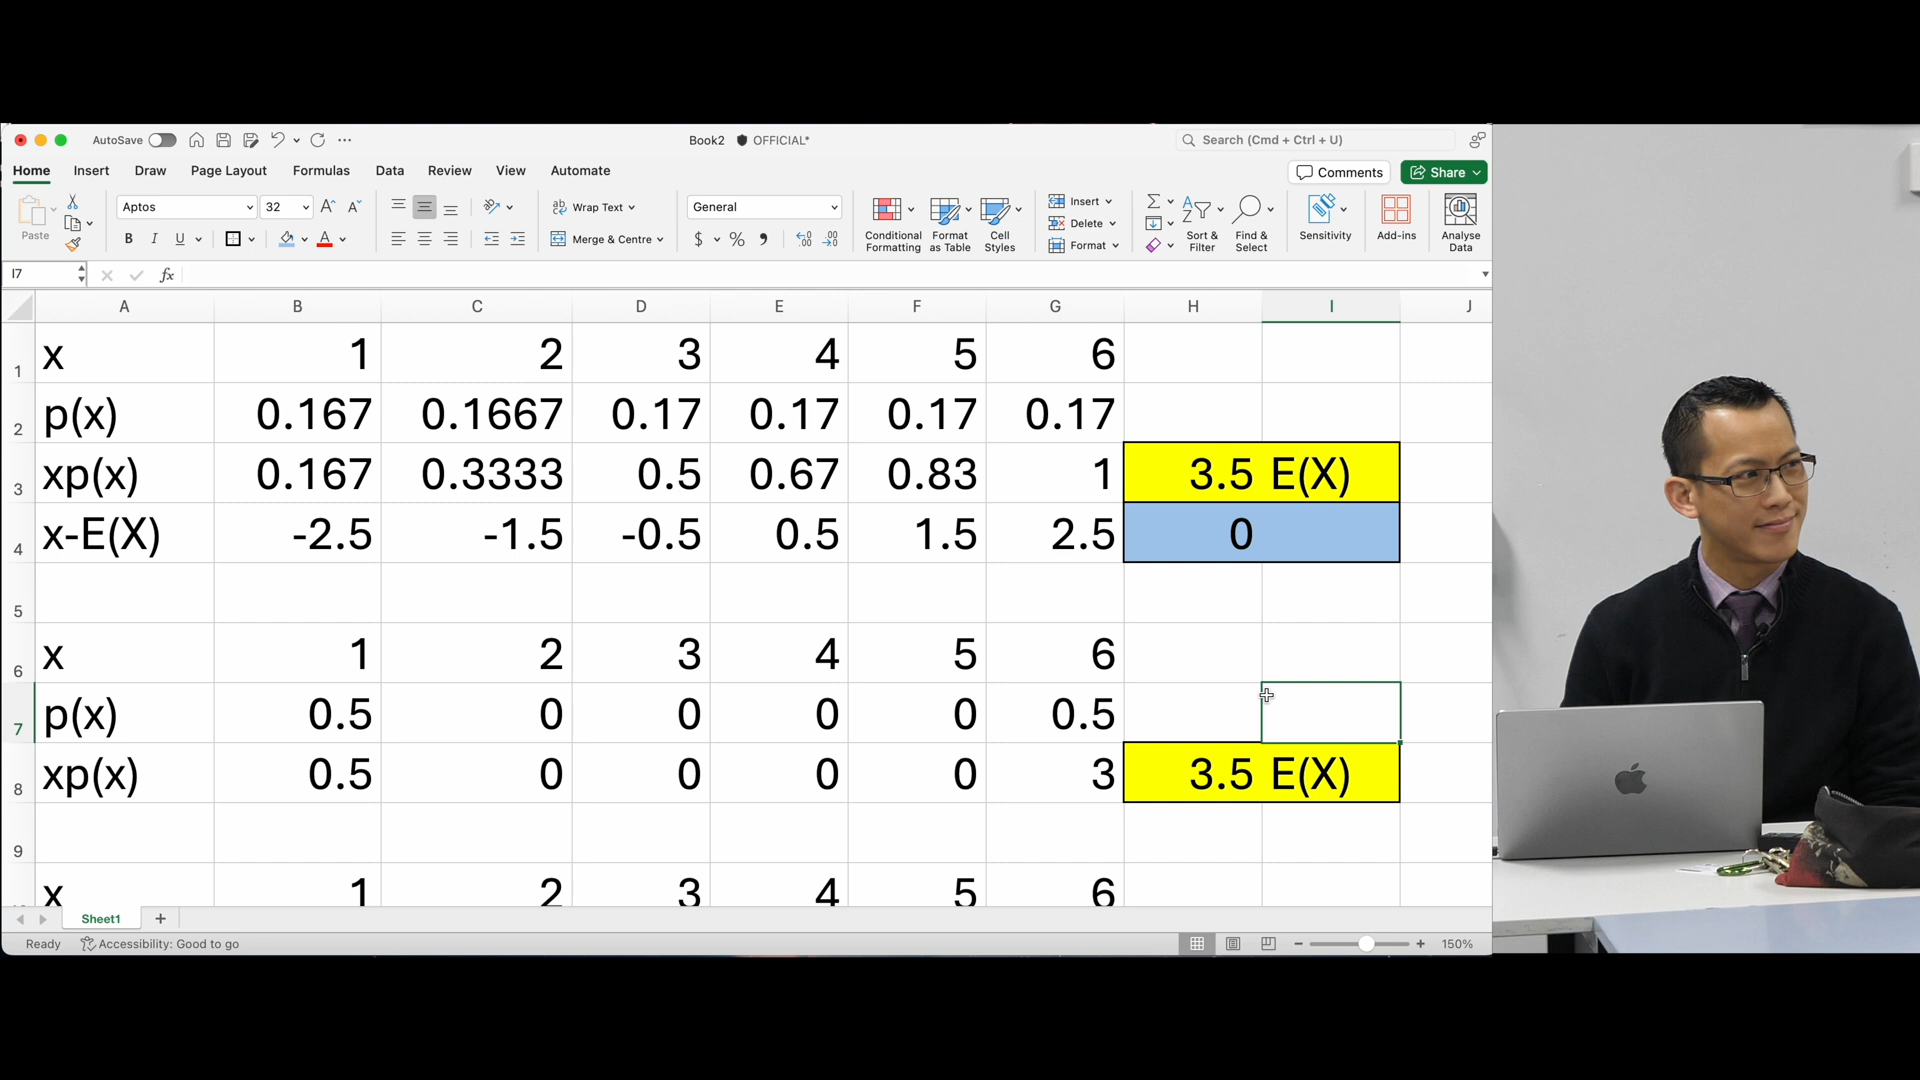 AutoSave
Book2 OFFICIAL*
Search (Cmd + Ctrl + U)
Home Insert Draw Page Layout Formulas Data Review View Automate
Comments
Share
Paste
Aptos 32
Wrap Text
General
B I U A
Merge & Centre
$ %
Conditional Formatting
Format as Table
Cell Styles
Insert
Delete
Format
Sort & Filter
Find & Select
Sensitivity
Add-ins
Analyse Data
I7 fx
A B C D E F G H I J
1 x 1 2 3 4 5 6
2 p(x) 0.167 0.1667 0.17 0.17 0.17 0.17
3 xp(x) 0.167 0.3333 0.5 0.67 0.83 1 3.5 E(X)
4 x-E(X) -2.5 -1.5 -0.5 0.5 1.5 2.5 0
5
6 x 1 2 3 4 5 6
7 p(x) 0.5 0 0 0 0 0.5
8 xp(x) 0.5 0 0 0 0 3 3.5 E(X)
9
x 1 2 3 4 5 6
Sheet1
Ready Accessibility: Good to go
150%